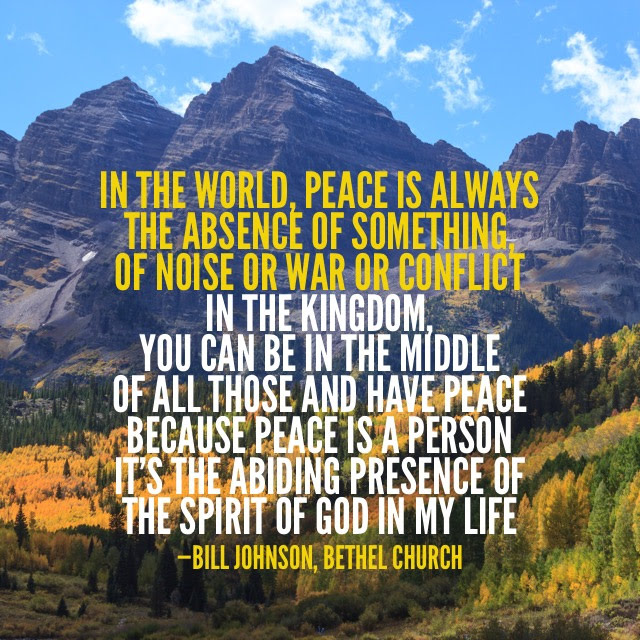 IN THE WORLD, PEACE IS ALWAYS
THE ABSENCE OF SOMETHING,
OF NOISE OR WAR OR CONFLICT
IN THE KINGDOM,
YOU CAN BE IN THE MIDDLE
OF ALL THOSE AND HAVE PEACE
BECAUSE PEACE IS A PERSON
IT'S THE ABIDING PRESENCE OF
THE SPIRIT OF GOD IN MY LIFE
–BILL JOHNSON, BETHEL CHURCH